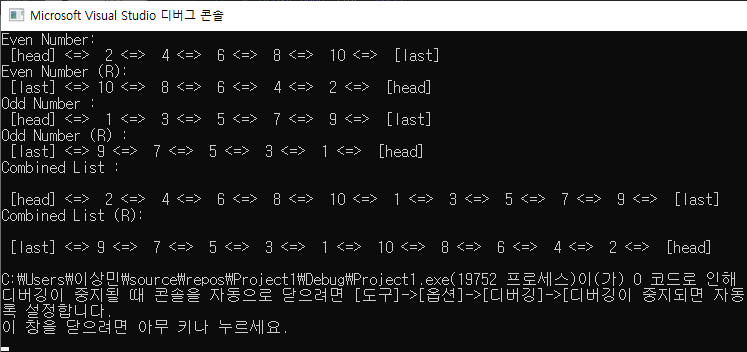 Microsoft Visual Studio 디버그 콘솔
Even Number:
[head] <=>  2 <=>  4 <=>  6 <=>  8 <=>  10 <=>  [last]
Even Number (R):
[last] <=> 10 <=>  8 <=>  6 <=>  4 <=>  2 <=>  [head]
Odd Number :
[head] <=>  1 <=>  3 <=>  5 <=>  7 <=>  9 <=>  [last]
Odd Number (R) :
[last] <=> 9 <=>  7 <=>  5 <=>  3 <=>  1 <=>  [head]
Combined List :
[head] <=>  2 <=>  4 <=>  6 <=>  8 <=>  10 <=>  1 <=>  3 <=>  5 <=>  7 <=>  9 <=>  [last]
Combined List (R):
[last] <=> 9 <=>  7 <=>  5 <=>  3 <=>  1 <=>  10 <=>  8 <=>  6 <=>  4 <=>  2 <=>  [head]
C:₩Users₩이상민₩source₩repos₩Project1₩Debug₩Project1.exe(19752 프로세스)이(가) 0 코드로 인해
디버깅이 중지될 때 콘솔을 자동으로 닫으려면 [도구]->[옵션]->[디버깅]->[디버깅이 중지되면 자동
록 설정합니다.
이 창을 닫으려면 아무 키나 누르세요.